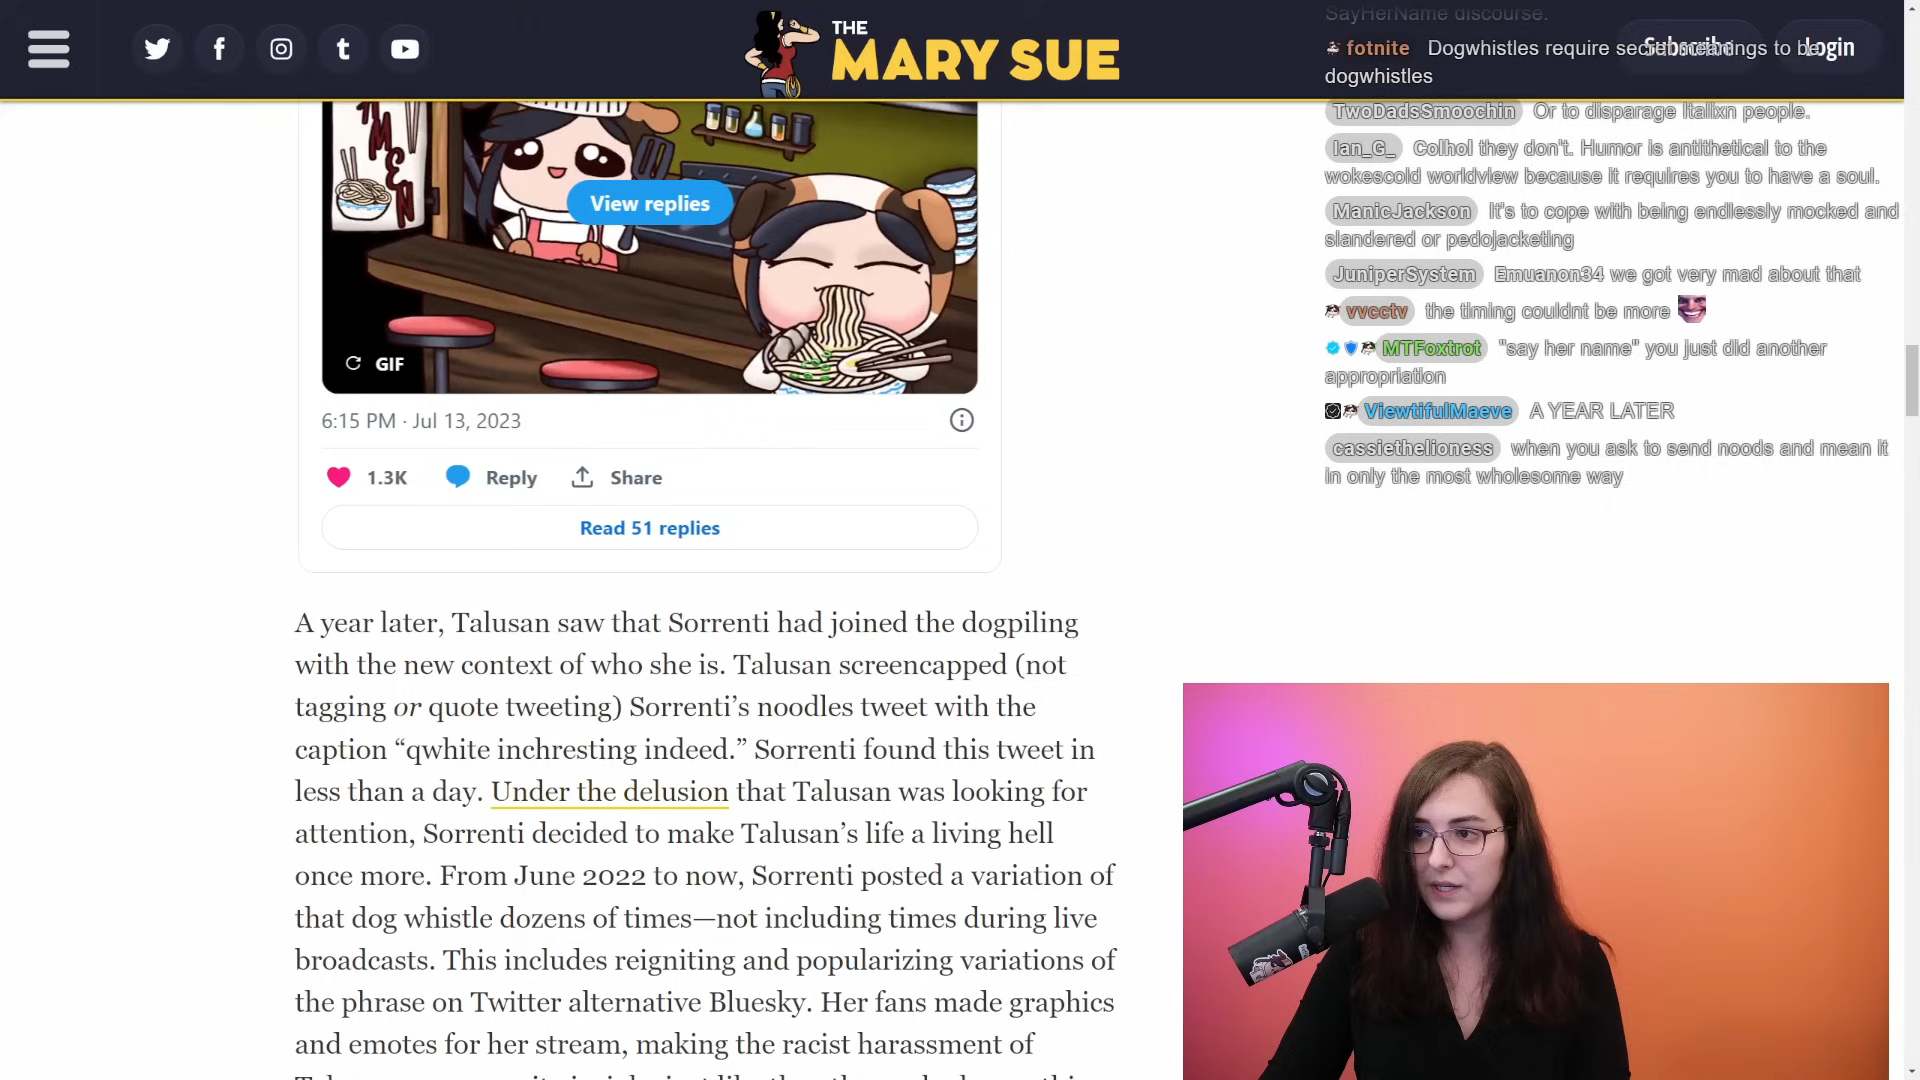 THE
MARY SUE
Subscribe
Login
MEN
View replies
GIF
6:15 PM · Jul 13, 2023
1.3K
Reply
Share
Read 51 replies
A year later, Talusan saw that Sorrenti had joined the dogpiling
with the new context of who she is. Talusan screencapped (not
tagging or quote tweeting) Sorrenti’s noodles tweet with the
caption “qwhite inchresting indeed.” Sorrenti found this tweet in
less than a day. Under the delusion that Talusan was looking for
attention, Sorrenti decided to make Talusan’s life a living hell
once more. From June 2022 to now, Sorrenti posted a variation of
that dog whistle dozens of times—not including times during live
broadcasts. This includes reigniting and popularizing variations of
the phrase on Twitter alternative Bluesky. Her fans made graphics
and emotes for her stream, making the racist harassment of
SayHerName discourse.
fotnite Dogwhistles require secret meanings to be
dogwhistles
TwoDadsSmoochin Or to disparage Italixn people.
Ian_G_ Colhol they don't. Humor is antithetical to the
wokescold worldview because it requires you to have a soul.
ManicJackson It's to cope with being endlessly mocked and
slandered or pedojacketing
JuniperSystem Emuanon34 we got very mad about that
vvcctv the timing couldnt be more
MTFoxtrot "say her name" you just did another
appropriation
ViewtifulMaeve A YEAR LATER
cassiethelioness when you ask to send noods and mean it
in only the most wholesome way